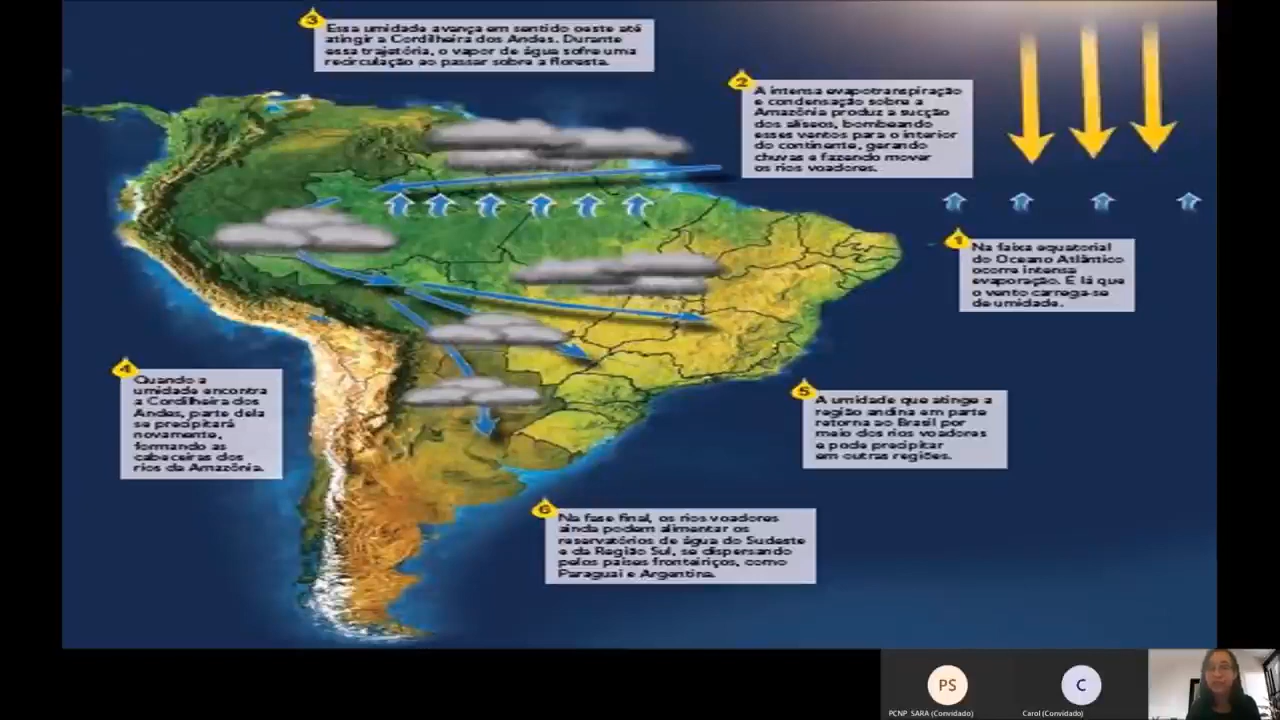 3
Essa umidade avança em sentido oeste até
atingir a Cordilheira dos Andes. Durante
essa trajetória, o vapor de água sofre uma
recirculação ao passar sobre a floresta.
2
A intensa evapotranspiração
e condensação sobre a
Amazônia produz a sucção
dos alíseos, bombeando
esses ventos para o interior
do continente, gerando
chuvas e fazendo mover
os rios voadores.
1
Na faixa equatorial
do Oceano Atlântico
ocorre intensa
evaporação. É lá que
o vento carrega-se
de umidade.
4
Quando a
umidade encontra
a Cordilheira dos
Andes, parte dela
se precipitará
novamente,
formando as
cabeceiras dos
rios da Amazônia.
5
A umidade que atinge a
região andina em parte
retorna ao Brasil por
meio dos rios voadores
e pode precipitar
em outras regiões.
6
Na fase final, os rios voadores
ainda podem alimentar os
reservatórios de água do Sudeste
e da Região Sul, se dispersando
pelos países fronteiriços, como
Paraguai e Argentina.
PS
C
PCNP SARA (Convidado)
Carol (Convidado)